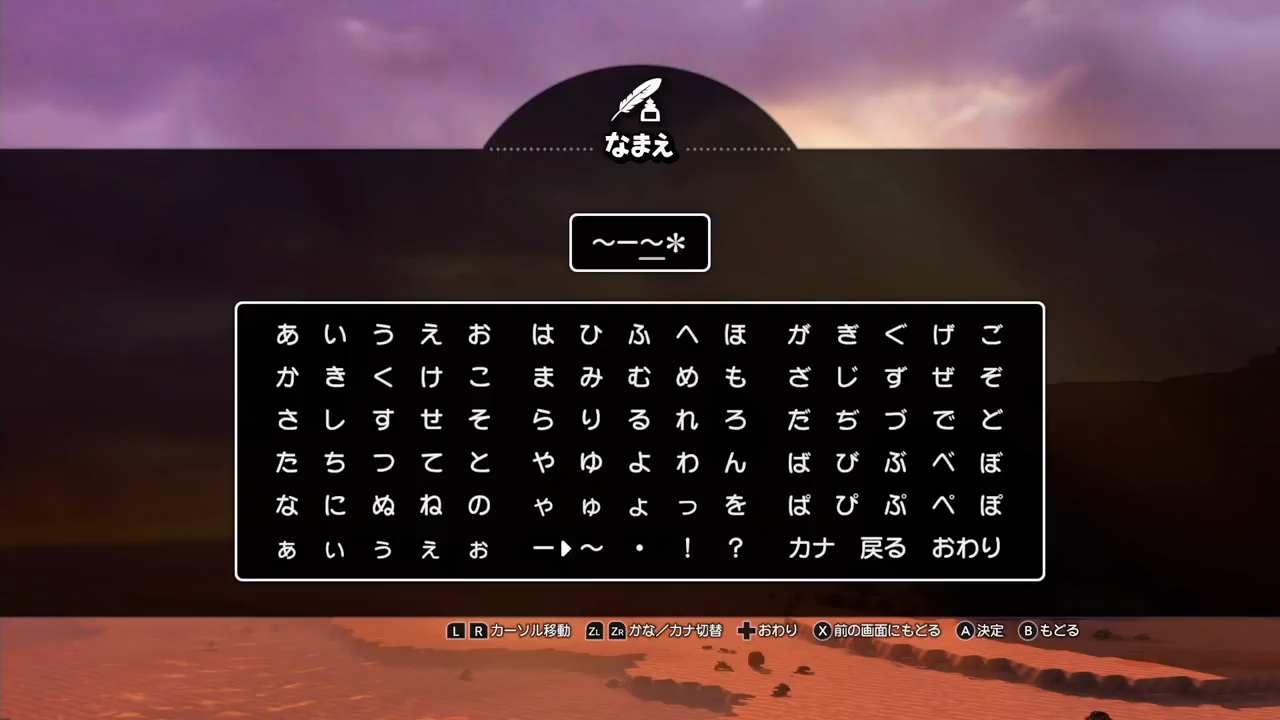 なまえ
～ー～＊
あ い う え お は ひ ふ へ ほ が ぎ ぐ げ ご
か き く け こ ま み む め も ざ じ ず ぜ ぞ
さ し す せ そ ら り る れ ろ だ ぢ づ で ど
た ち つ て と や ゆ よ わ ん ば び ぶ べ ぼ
な に ぬ ね の ゃ ゅ ょ っ を ぱ ぴ ぷ ぺ ぽ
ぁ ぃ ぅ ぇ ぉ ー ～ ・ ！ ？ カナ 戻る おわり
L R カーソル移動 ZL ZR かな／カナ切替 おわり X 前の画面にもどる A 決定 B もどる